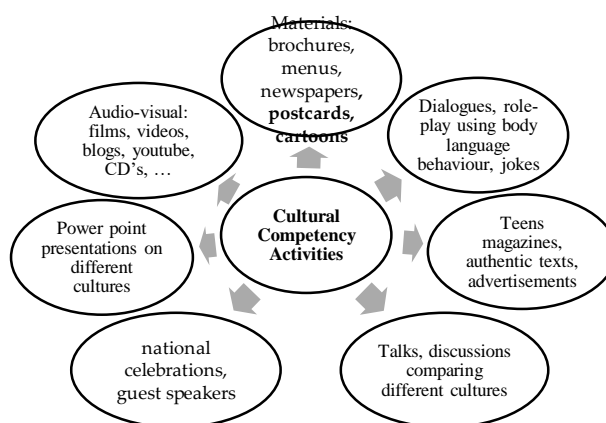 Materials:
brochures,
menus,
newspapers,
postcards,
cartoons
Audio-visual:
films, videos,
blogs, youtube,
CD’s, …
Dialogues, role-
play using body
language
behaviour, jokes
Cultural
Competency
Activities
Power point
presentations on
different
cultures
Teens
magazines,
authentic texts,
advertisements
national
celebrations,
guest speakers
Talks, discussions
comparing
different cultures